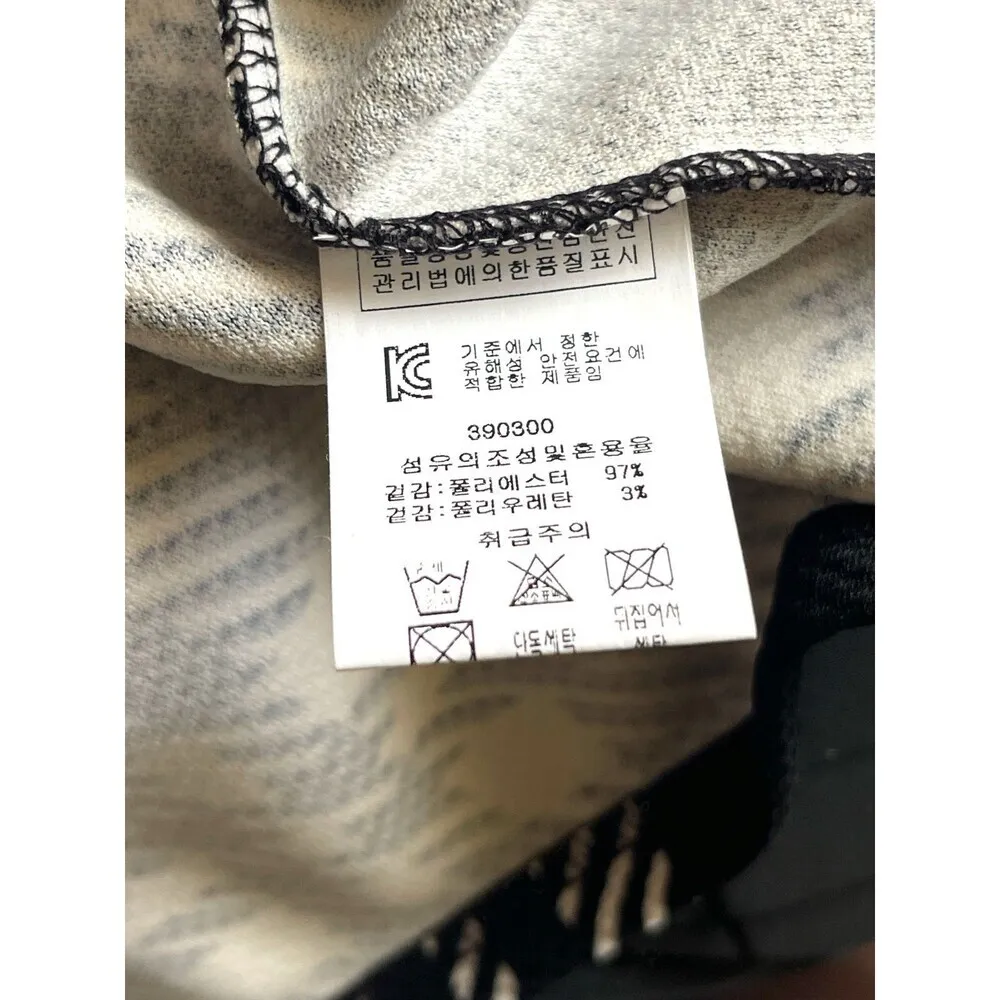 관리법에의한품질표시
기준에서 정한
유해성 안전요건에
적합한 제품임
390300
섬유의조성및혼용율
겉감:폴리에스터 97%
겉감:폴리우레탄 3%
취급주의
뒤집어서
단독세탁 세탁